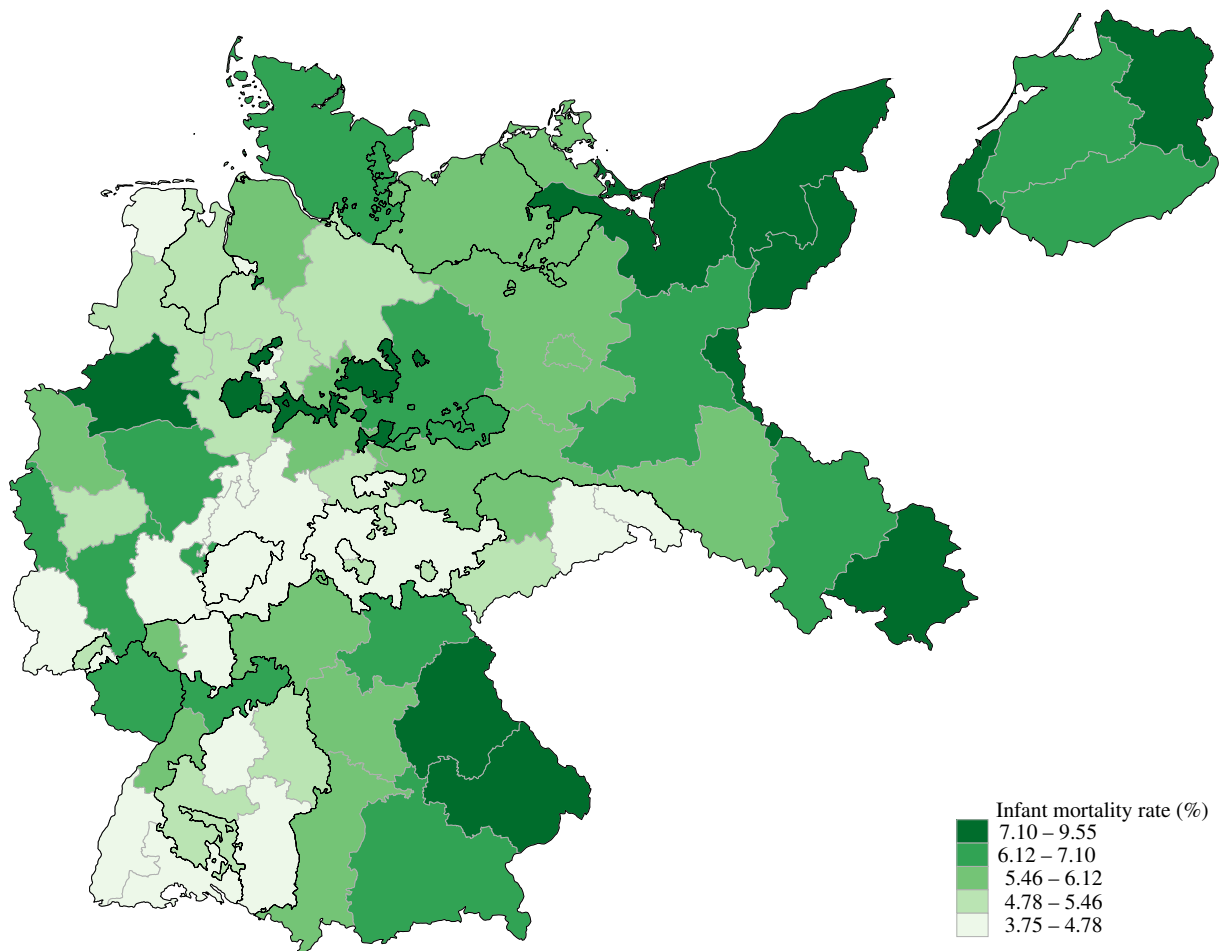 Infant mortality rate (%)
7.10 – 9.55
6.12 – 7.10
5.46 – 6.12
4.78 – 5.46
3.75 – 4.78